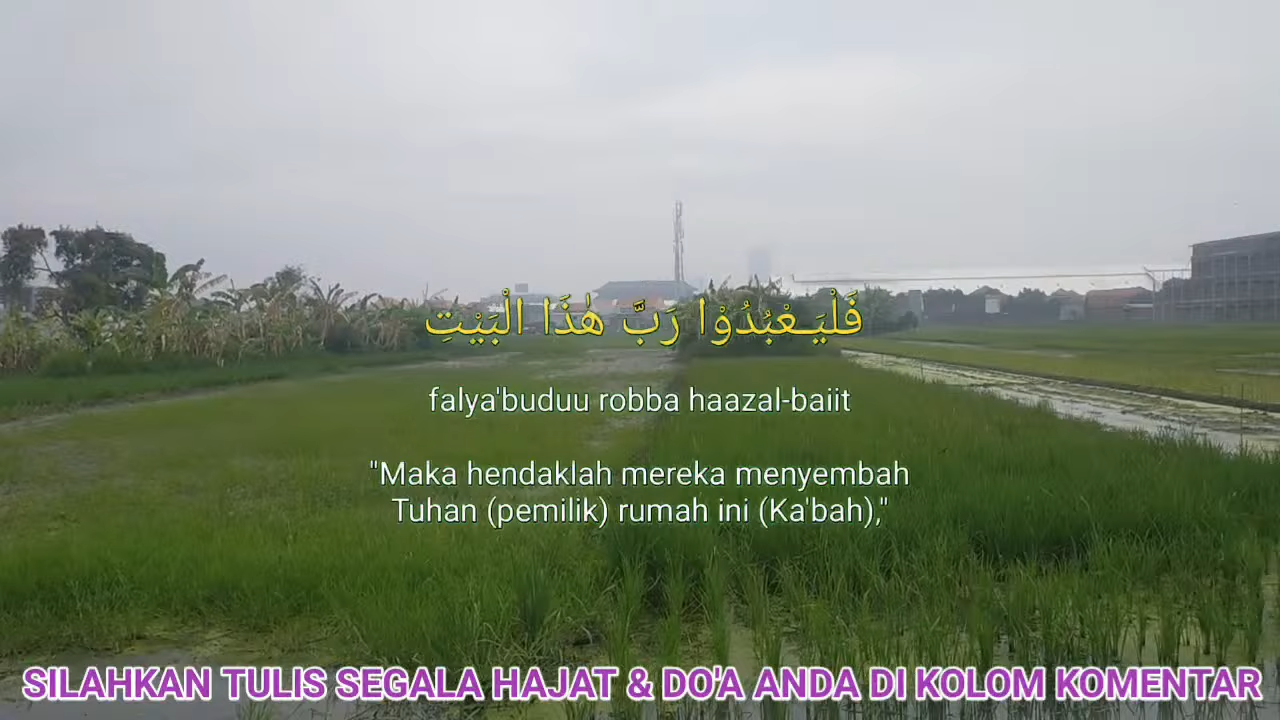 فَلْيَـعْبُدُوْا رَبَّ هٰذَا الْبَيْتِ
falya'buduu robba haazal-baiit
"Maka hendaklah mereka menyembah
Tuhan (pemilik) rumah ini (Ka'bah),"
SILAHKAN TULIS SEGALA HAJAT & DO'A ANDA DI KOLOM KOMENTAR